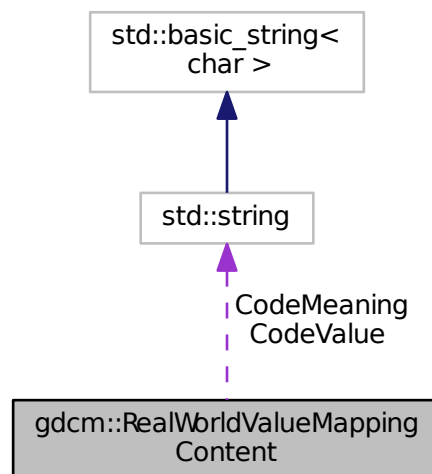 std::basic_string<
char >
std::string
CodeMeaning
CodeValue
gdcm::RealWorldValueMapping
Content